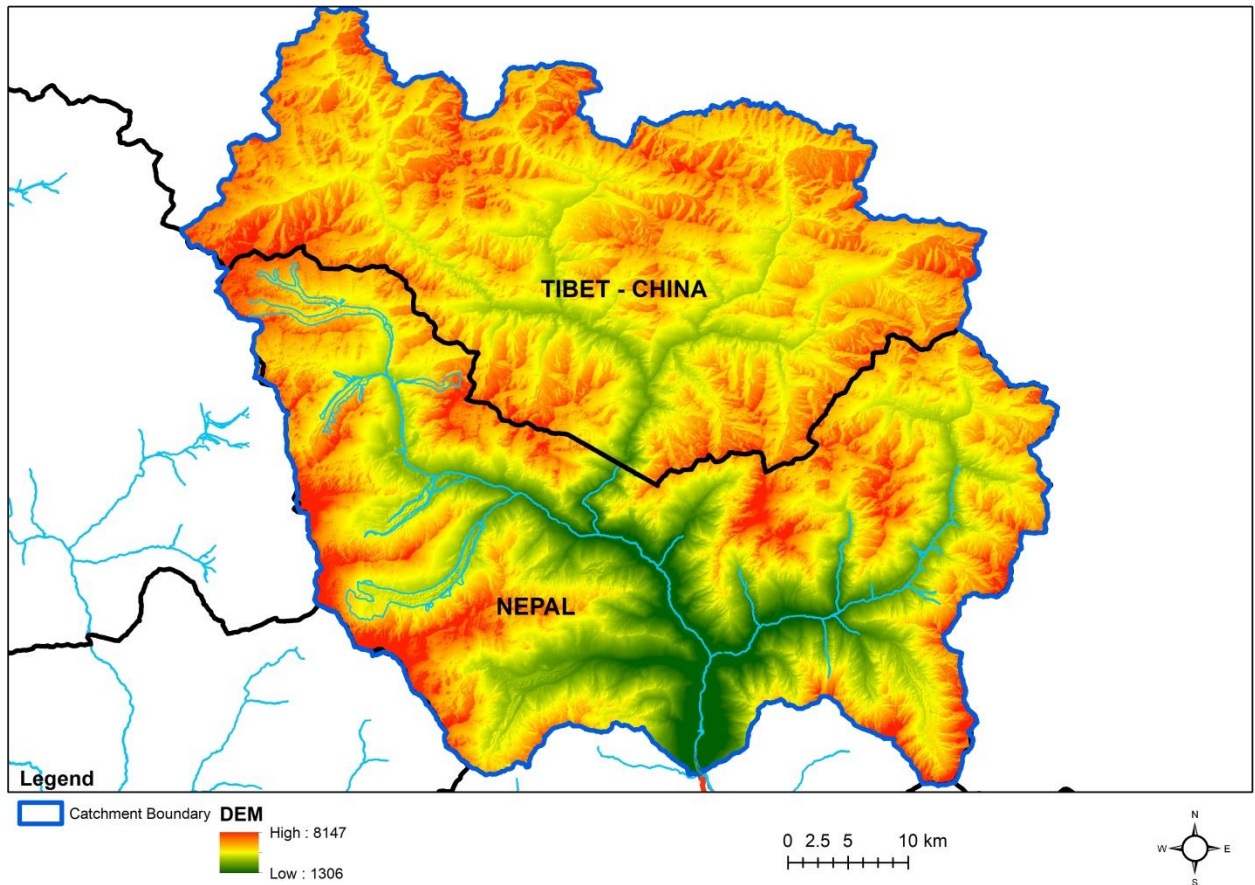 TIBET - CHINA
NEPAL
Legend
Catchment Boundary
DEM
High : 8147
Low : 1306
0 2.5 5 10 km
N
W E
S